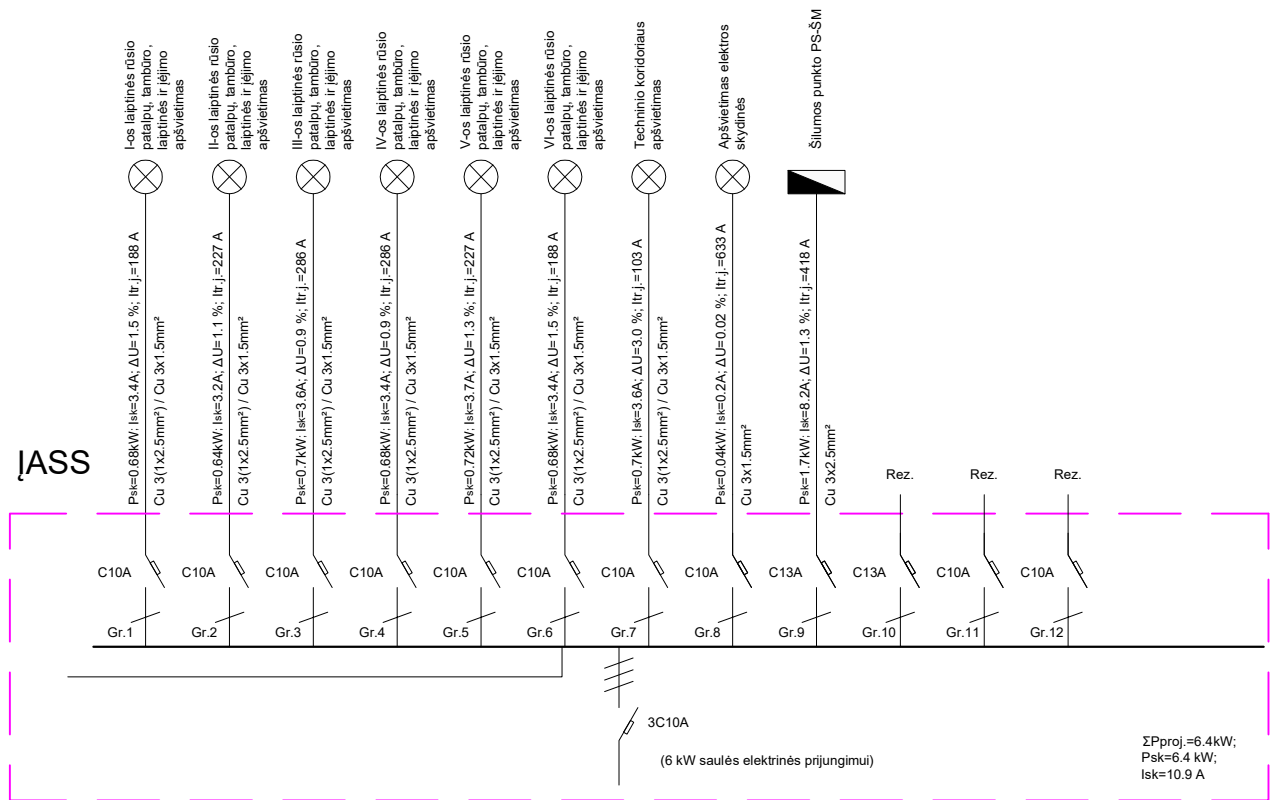 I-os laiptinės rūsio
patalpų, tambūro,
laiptinės ir įėjimo
apšvietimas
II-os laiptinės rūsio
patalpų, tambūro,
laiptinės ir įėjimo
apšvietimas
III-os laiptinės rūsio
patalpų, tambūro,
laiptinės ir įėjimo
apšvietimas
IV-os laiptinės rūsio
patalpų, tambūro,
laiptinės ir įėjimo
apšvietimas
V-os laiptinės rūsio
patalpų, tambūro,
laiptinės ir įėjimo
apšvietimas
VI-os laiptinės rūsio
patalpų, tambūro,
laiptinės ir įėjimo
apšvietimas
Techninio koridoriaus
apšvietimas
Apšvietimas elektros
skydinės
Šilumos punkto PS-ŠM
Psk=0.68kW; Isk=3.4A; ΔU=1.5 %; Itr.j.=188 A
Cu 3(1x2.5mm²) / Cu 3x1.5mm²
Psk=0.64kW; Isk=3.2A; ΔU=1.1 %; Itr.j.=227 A
Cu 3(1x2.5mm²) / Cu 3x1.5mm²
Psk=0.7kW; Isk=3.6A; ΔU=0.9 %; Itr.j.=286 A
Cu 3(1x2.5mm²) / Cu 3x1.5mm²
Psk=0.68kW; Isk=3.4A; ΔU=0.9 %; Itr.j.=286 A
Cu 3(1x2.5mm²) / Cu 3x1.5mm²
Psk=0.72kW; Isk=3.7A; ΔU=1.3 %; Itr.j.=227 A
Cu 3(1x2.5mm²) / Cu 3x1.5mm²
Psk=0.68kW; Isk=3.4A; ΔU=1.5 %; Itr.j.=188 A
Cu 3(1x2.5mm²) / Cu 3x1.5mm²
Psk=0.7kW; Isk=3.6A; ΔU=3.0 %; Itr.j.=103 A
Cu 3(1x2.5mm²) / Cu 3x1.5mm²
Psk=0.04kW; Isk=0.2A; ΔU=0.02 %; Itr.j.=633 A
Cu 3x1.5mm²
Psk=1.7kW; Isk=8.2A; ΔU=1.3 %; Itr.j.=418 A
Cu 3x2.5mm²
ĮASS
Rez. Rez. Rez.
C10A C10A C10A C10A C10A C10A C10A C10A C13A C13A C10A C10A
Gr.1 Gr.2 Gr.3 Gr.4 Gr.5 Gr.6 Gr.7 Gr.8 Gr.9 Gr.10 Gr.11 Gr.12
3C10A
(6 kW saulės elektrinės prijungimui)
ΣPproj.=6.4kW;
Psk=6.4 kW;
Isk=10.9 A